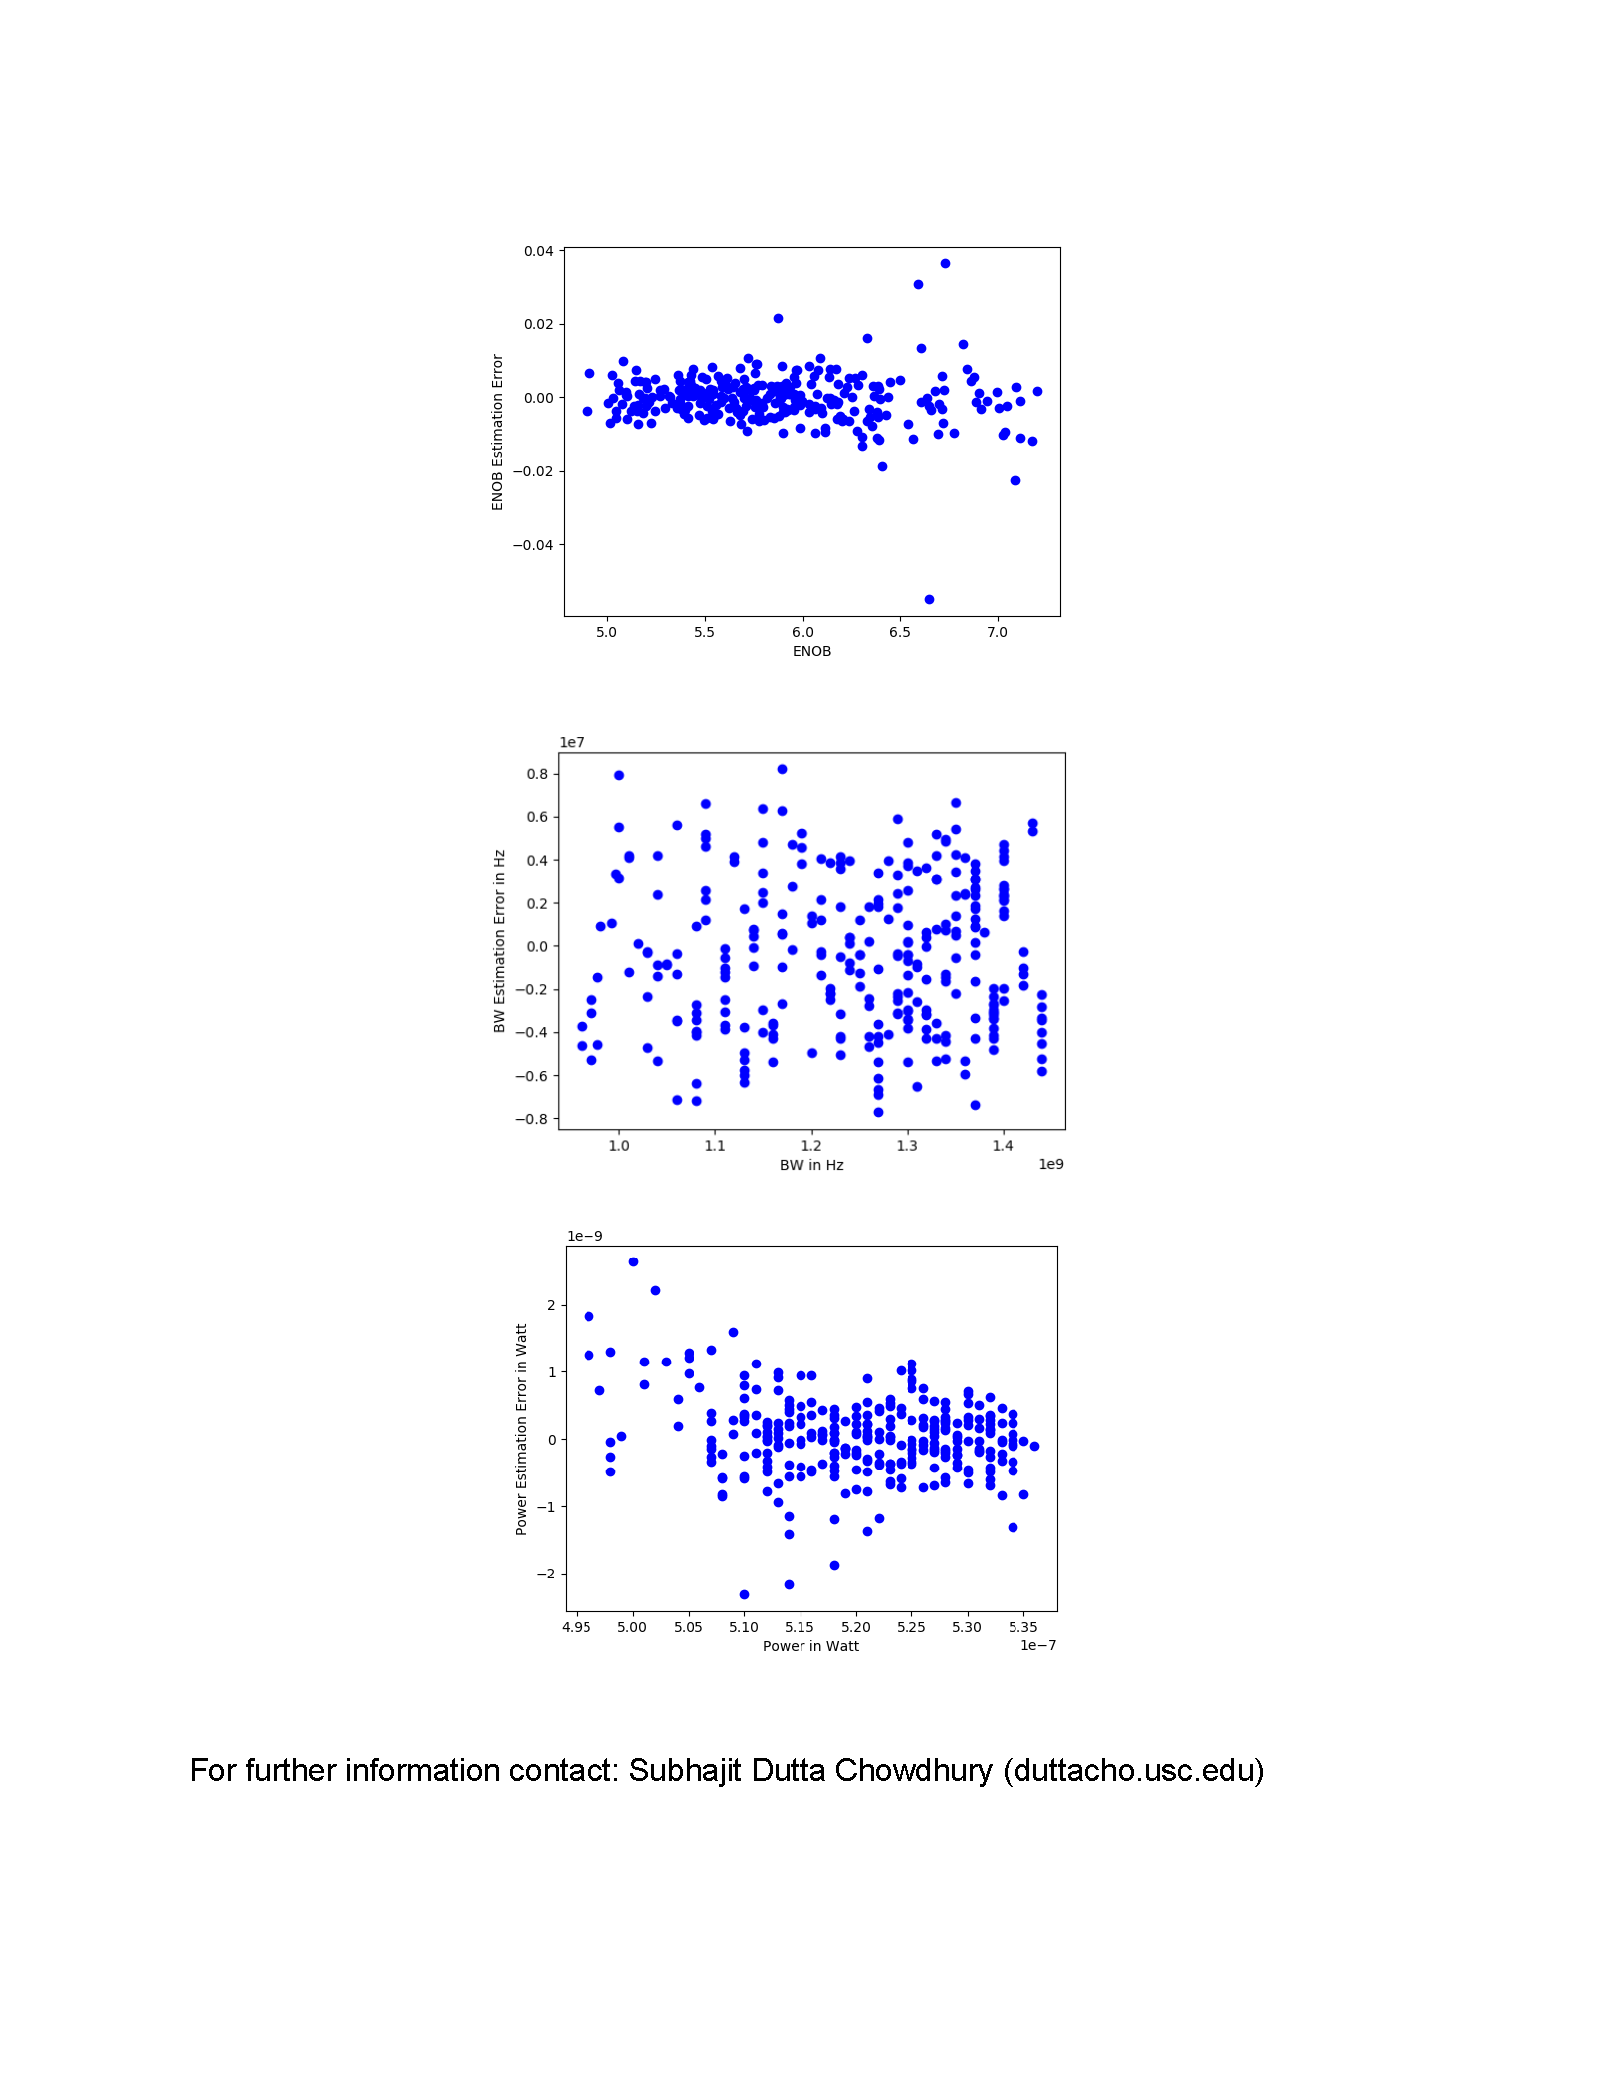 0.04
0.02
0.00
−0.02
−0.04
ENOB Estimation Error
5.0 5.5 6.0 6.5 7.0
ENOB
1e7
0.8
0.6
0.4
0.2
0.0
−0.2
−0.4
−0.6
−0.8
BW Estimation Error in Hz
1.0 1.1 1.2 1.3 1.4
BW in Hz 1e9
1e−9
2
1
0
−1
−2
Power Estimation Error in Watt
4.95 5.00 5.05 5.10 5.15 5.20 5.25 5.30 5.35
Power in Watt 1e−7
For further information contact: Subhajit Dutta Chowdhury (duttacho.usc.edu)